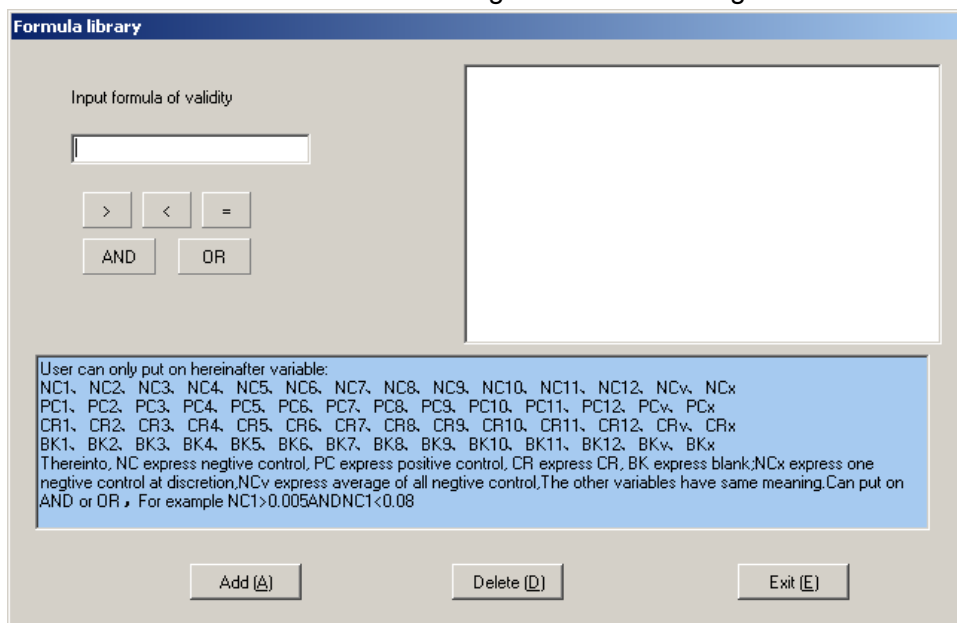 Formula library
Input formula of validity
> < =
AND OR
User can only put on hereinafter variable:
NC1、NC2、NC3、NC4、NC5、NC6、NC7、NC8、NC9、NC10、NC11、NC12、NCv、NCx
PC1、PC2、PC3、PC4、PC5、PC6、PC7、PC8、PC9、PC10、PC11、PC12、PCv、PCx
CR1、CR2、CR3、CR4、CR5、CR6、CR7、CR8、CR9、CR10、CR11、CR12、CRv、CRx
BK1、BK2、BK3、BK4、BK5、BK6、BK7、BK8、BK9、BK10、BK11、BK12、BKv、BKx
Thereinto, NC express negtive control, PC express positive control, CR express CR, BK express blank;NCx express one
negtive control at discretion,NCv express average of all negtive control,The other variables have same meaning.Can put on
AND or OR，For example NC1>0.005ANDNC1<0.08
Add (A) Delete (D) Exit (E)